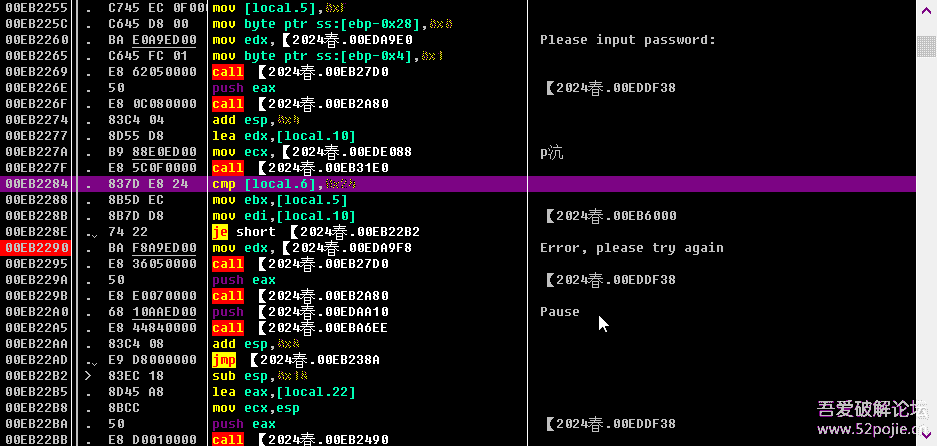 00EB2255 . C745 EC 0F000 mov [local.5],0xF
00EB225C . C645 D8 00 mov byte ptr ss:[ebp-0x28],0x0
00EB2260 . BA E0A9ED00 mov edx,【2024春.00EDA9E0 Please input password:
00EB2265 . C645 FC 01 mov byte ptr ss:[ebp-0x4],0x1
00EB2269 . E8 62050000 call 【2024春.00EB27D0
00EB226E . 50 push eax 【2024春.00EDDF38
00EB226F . E8 0C080000 call 【2024春.00EB2A80
00EB2274 . 83C4 04 add esp,0x4
00EB2277 . 8D55 D8 lea edx,[local.10]
00EB227A . B9 88E0ED00 mov ecx,【2024春.00EDE088 p沆
00EB227F . E8 5C0F0000 call 【2024春.00EB31E0
00EB2284 . 837D E8 24 cmp [local.6],0x24
00EB2288 . 8B5D EC mov ebx,[local.5]
00EB228B . 8B7D D8 mov edi,[local.10] 【2024春.00EB6000
00EB228E . 74 22 je short 【2024春.00EB22B2
00EB2290 . BA F8A9ED00 mov edx,【2024春.00EDA9F8 Error, please try again
00EB2295 . E8 36050000 call 【2024春.00EB27D0
00EB229A . 50 push eax 【2024春.00EDDF38
00EB229B . E8 E0070000 call 【2024春.00EB2A80
00EB22A0 . 68 10AAED00 push 【2024春.00EDAA10 Pause
00EB22A5 . E8 44840000 call 【2024春.00EBA6EE
00EB22AA . 83C4 08 add esp,0x8
00EB22AD . E9 D8000000 jmp 【2024春.00EB238A
00EB22B2 > 83EC 18 sub esp,0x18
00EB22B5 . 8D45 A8 lea eax,[local.22]
00EB22B8 . 8BCC mov ecx,esp
00EB22BA . 50 push eax 【2024春.00EDDF38
00EB22BB . E8 D0010000 call 【2024春.00EB2490
吾爱破解论坛
www.52pojie.cn